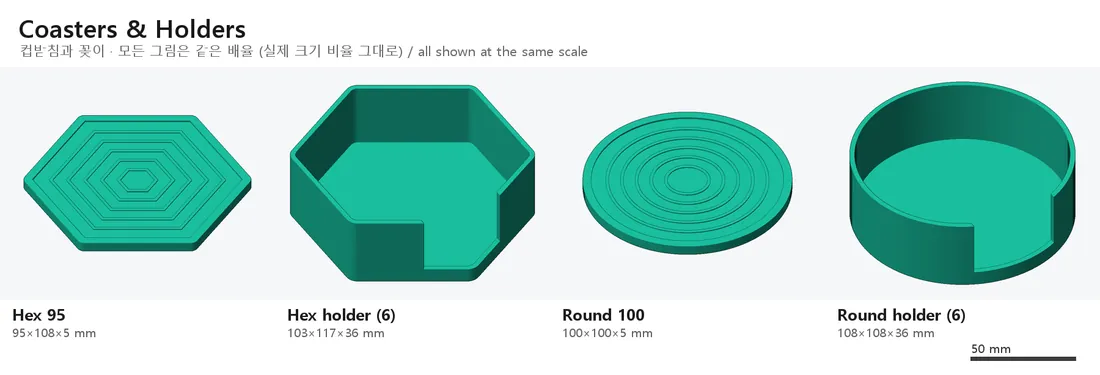 Coasters & Holders
컵받침과 꽂이 · 모든 그림은 같은 배율 (실제 크기 비율 그대로) / all shown at the same scale
Hex 95
95×108×5 mm
Hex holder (6)
103×117×36 mm
Round 100
100×100×5 mm
Round holder (6)
108×108×36 mm
50 mm